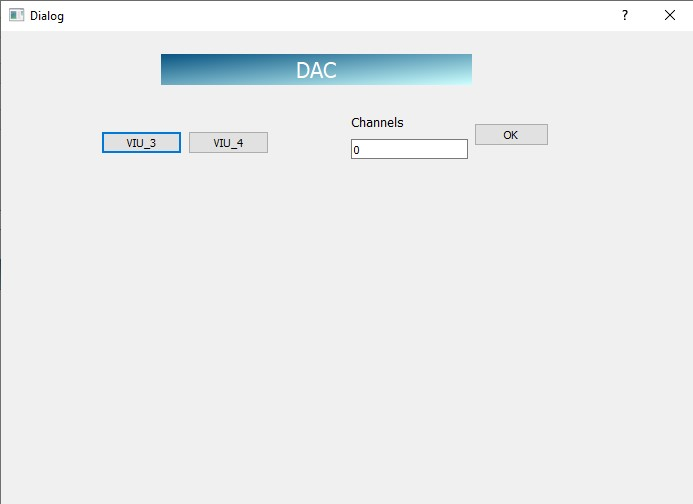 Dialog
?
DAC
Channels
VIU_3
VIU_4
0
OK